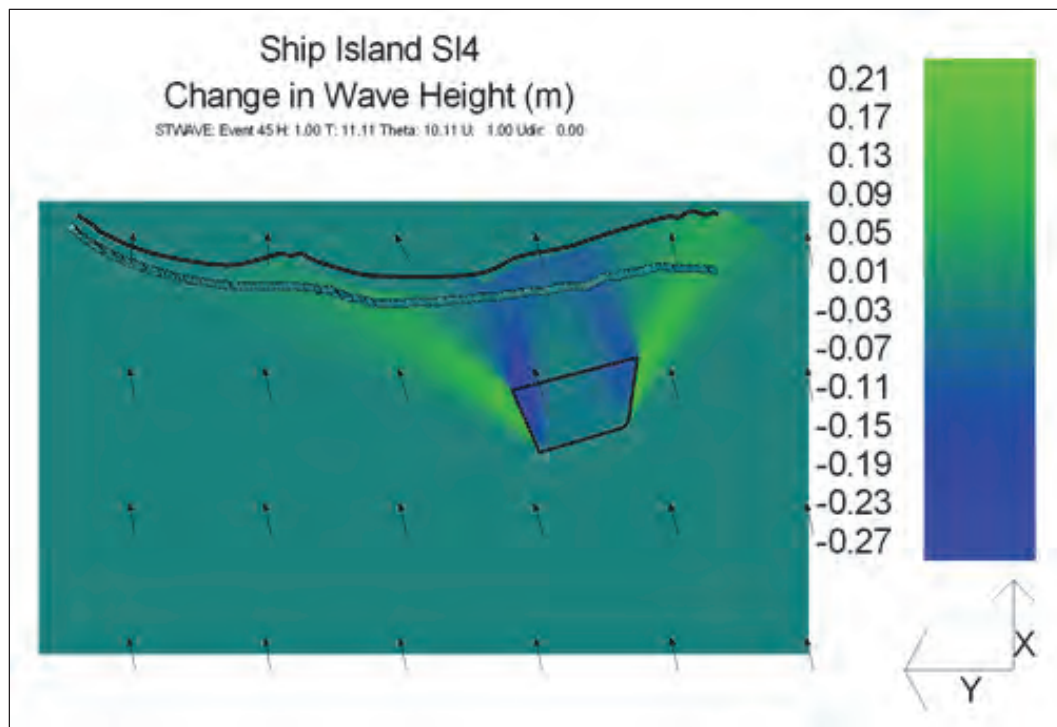 Ship Island SI4
Change in Wave Height (m)
STWAVE: Event 45 H: 1.00 T: 11.11 Theta: 10.11 U: 1.00 Udir: 0.00
0.21
0.17
0.13
0.09
0.05
0.01
-0.03
-0.07
-0.11
-0.15
-0.19
-0.23
-0.27
X
Y